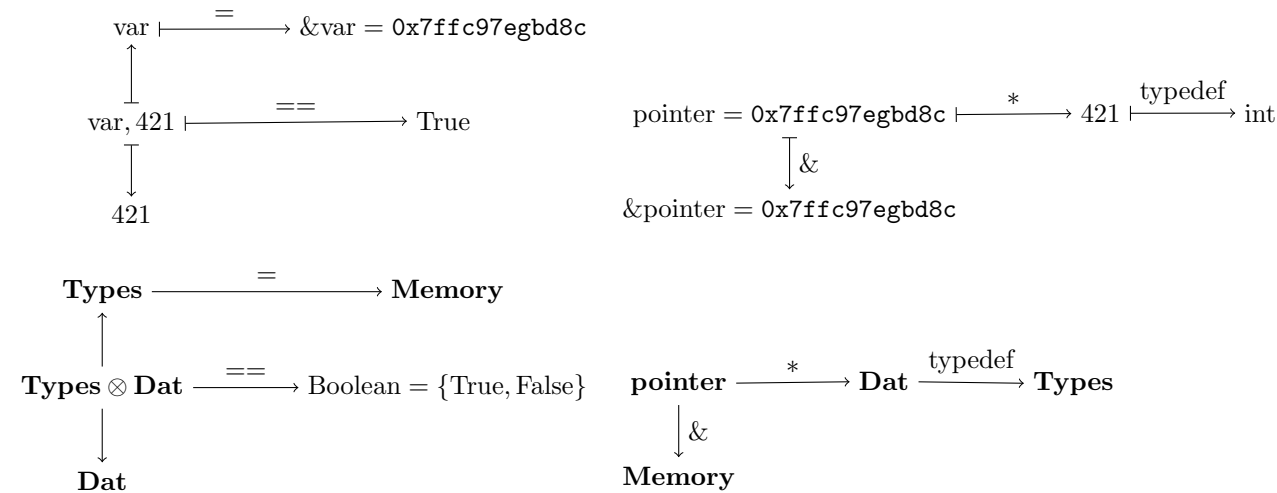 =
var &var = 0x7ffc97egbd8c
==
var, 421 True
421
* typedef
pointer = 0x7ffc97egbd8c 421 int
&
&pointer = 0x7ffc97egbd8c
=
Types Memory
==
Types ⊗ Dat Boolean = {True, False}
Dat
* typedef
pointer Dat Types
&
Memory